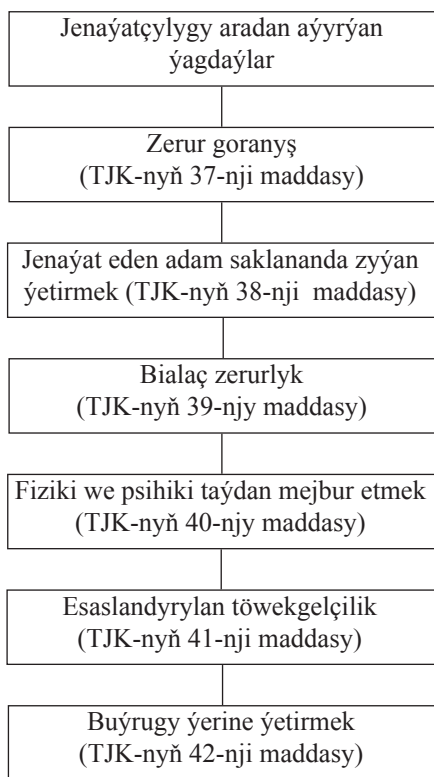 Jenaýatçylygy aradan aýyrýan
ýagdaýlar
Zerur goranyş
(TJK-nyň 37-nji maddasy)
Jenaýat eden adam saklananda zyýan
ýetirmek (TJK-nyň 38-nji maddasy)
Bialaç zerurlyk
(TJK-nyň 39-njy maddasy)
Fiziki we psihiki taýdan mejbur etmek
(TJK-nyň 40-njy maddasy)
Esaslandyrylan töwekgelçilik
(TJK-nyň 41-nji maddasy)
Buýrugy ýerine ýetirmek
(TJK-nyň 42-nji maddasy)